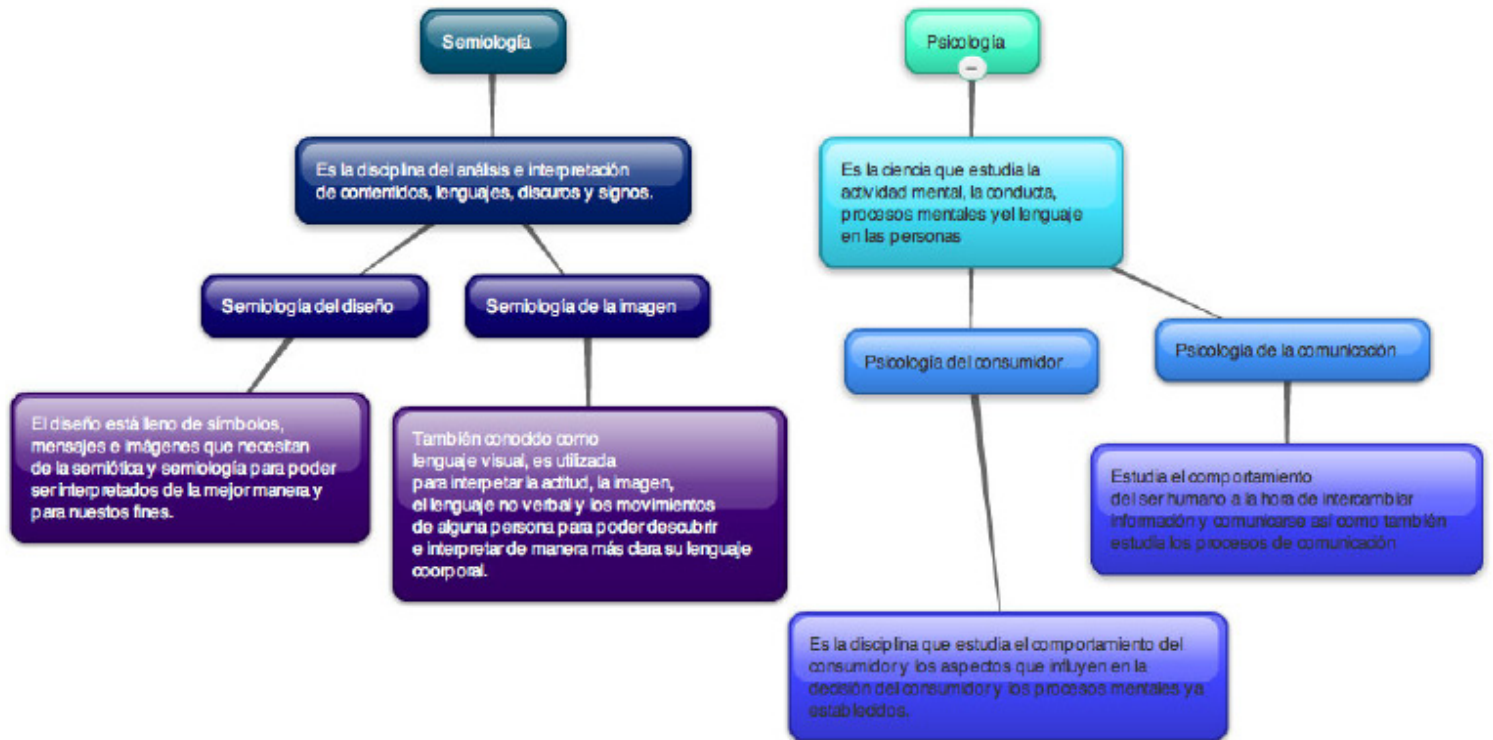 Semiología
Es la disciplina del análisis e interpretación
de contentidos, lenguajes, discuros y signos.
Semiología del diseño
El diseño está lleno de símbolos,
mensajes e imágenes que necesitan
de la semiótica y semiología para poder
ser interpretados de la mejor manera y
para nuestos fines.
Semiología de la imagen
También conocido como
lenguaje visual, es utilizada
para interpetar la actitud, la imagen,
el lenguaje no verbal y los movimientos
de alguna persona para poder descubrir
e interpretar de manera más clara su lenguaje
coorporal.
Psicología
Es la ciencia que estudia la
actividad mental, la conducta,
procesos mentales yel lenguaje
en las personas
Psicología del consumidor
Es la disciplina que estudia el comportamiento del
consumidor y los aspectos que influyen en la
decisión del consumidor y los procesos mentales ya
establecidos.
Psicología de la comunicación
Estudia el comportamiento
del ser humano a la hora de intercambiar
información y comunicarse así como también
estudia los procesos de comunicación